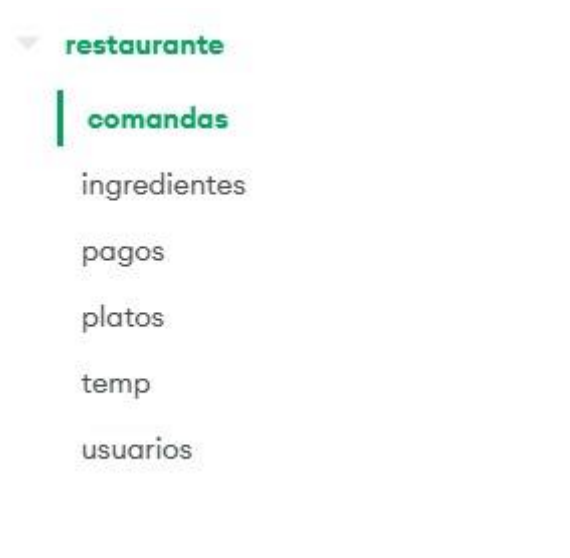 restaurante
comandas
ingredientes
pagos
platos
temp
usuarios